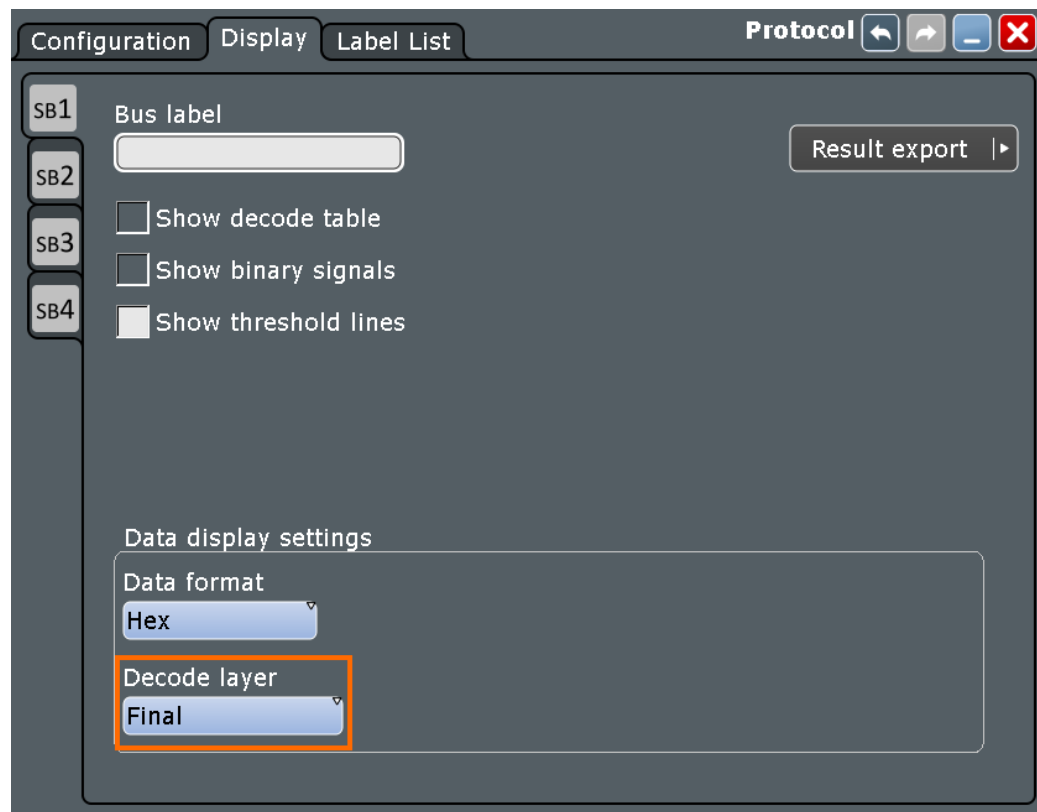 Configuration Display Label List Protocol
SB1
Bus label
Result export
SB2
Show decode table
SB3
Show binary signals
SB4
Show threshold lines
Data display settings
Data format
Hex
Decode layer
Final